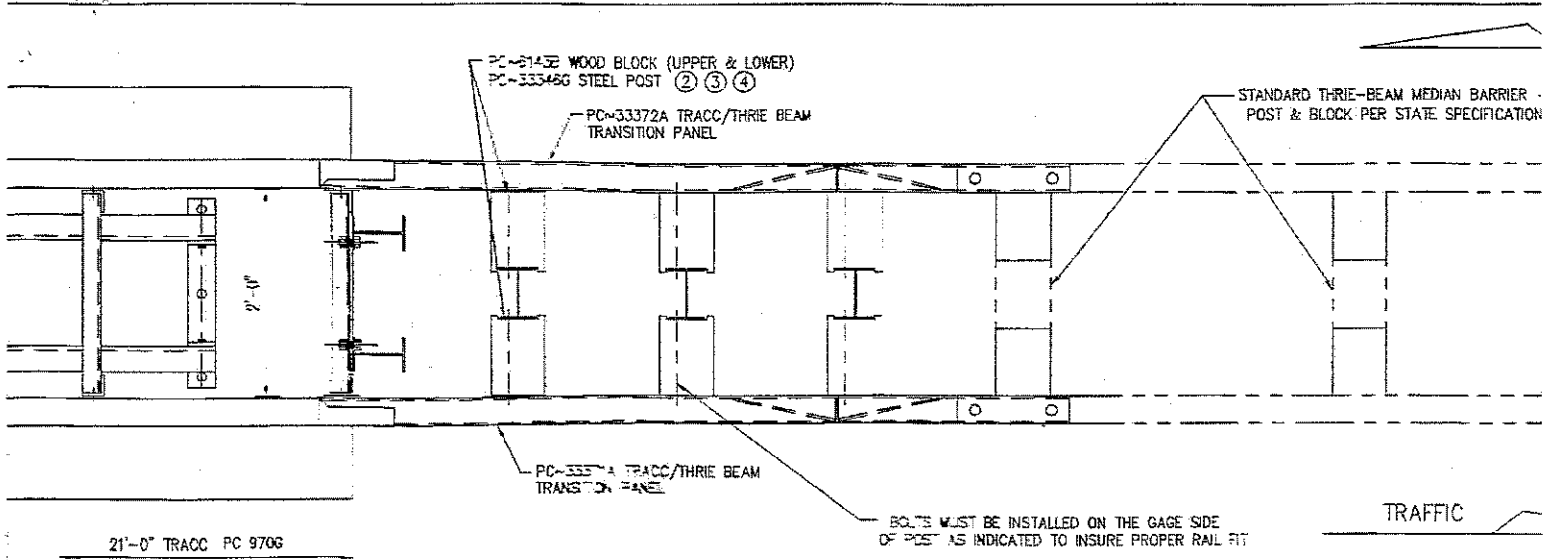 WOOD BLOCK (UPPER & LOWER)
PC~33346G STEEL POST ② ③ ④
PC~33372A TRACC/THRIE BEAM
TRANSITION PANEL
STANDARD THRIE-BEAM MEDIAN BARRIER -
POST & BLOCK PER STATE SPECIFICATION
2'-0"
TRACC/THRIE BEAM
TRANSITION PANEL
BOLTS MUST BE INSTALLED ON THE GAGE SIDE
OF POST AS INDICATED TO INSURE PROPER RAIL FIT
TRAFFIC
21'-0" TRACC PC 970G